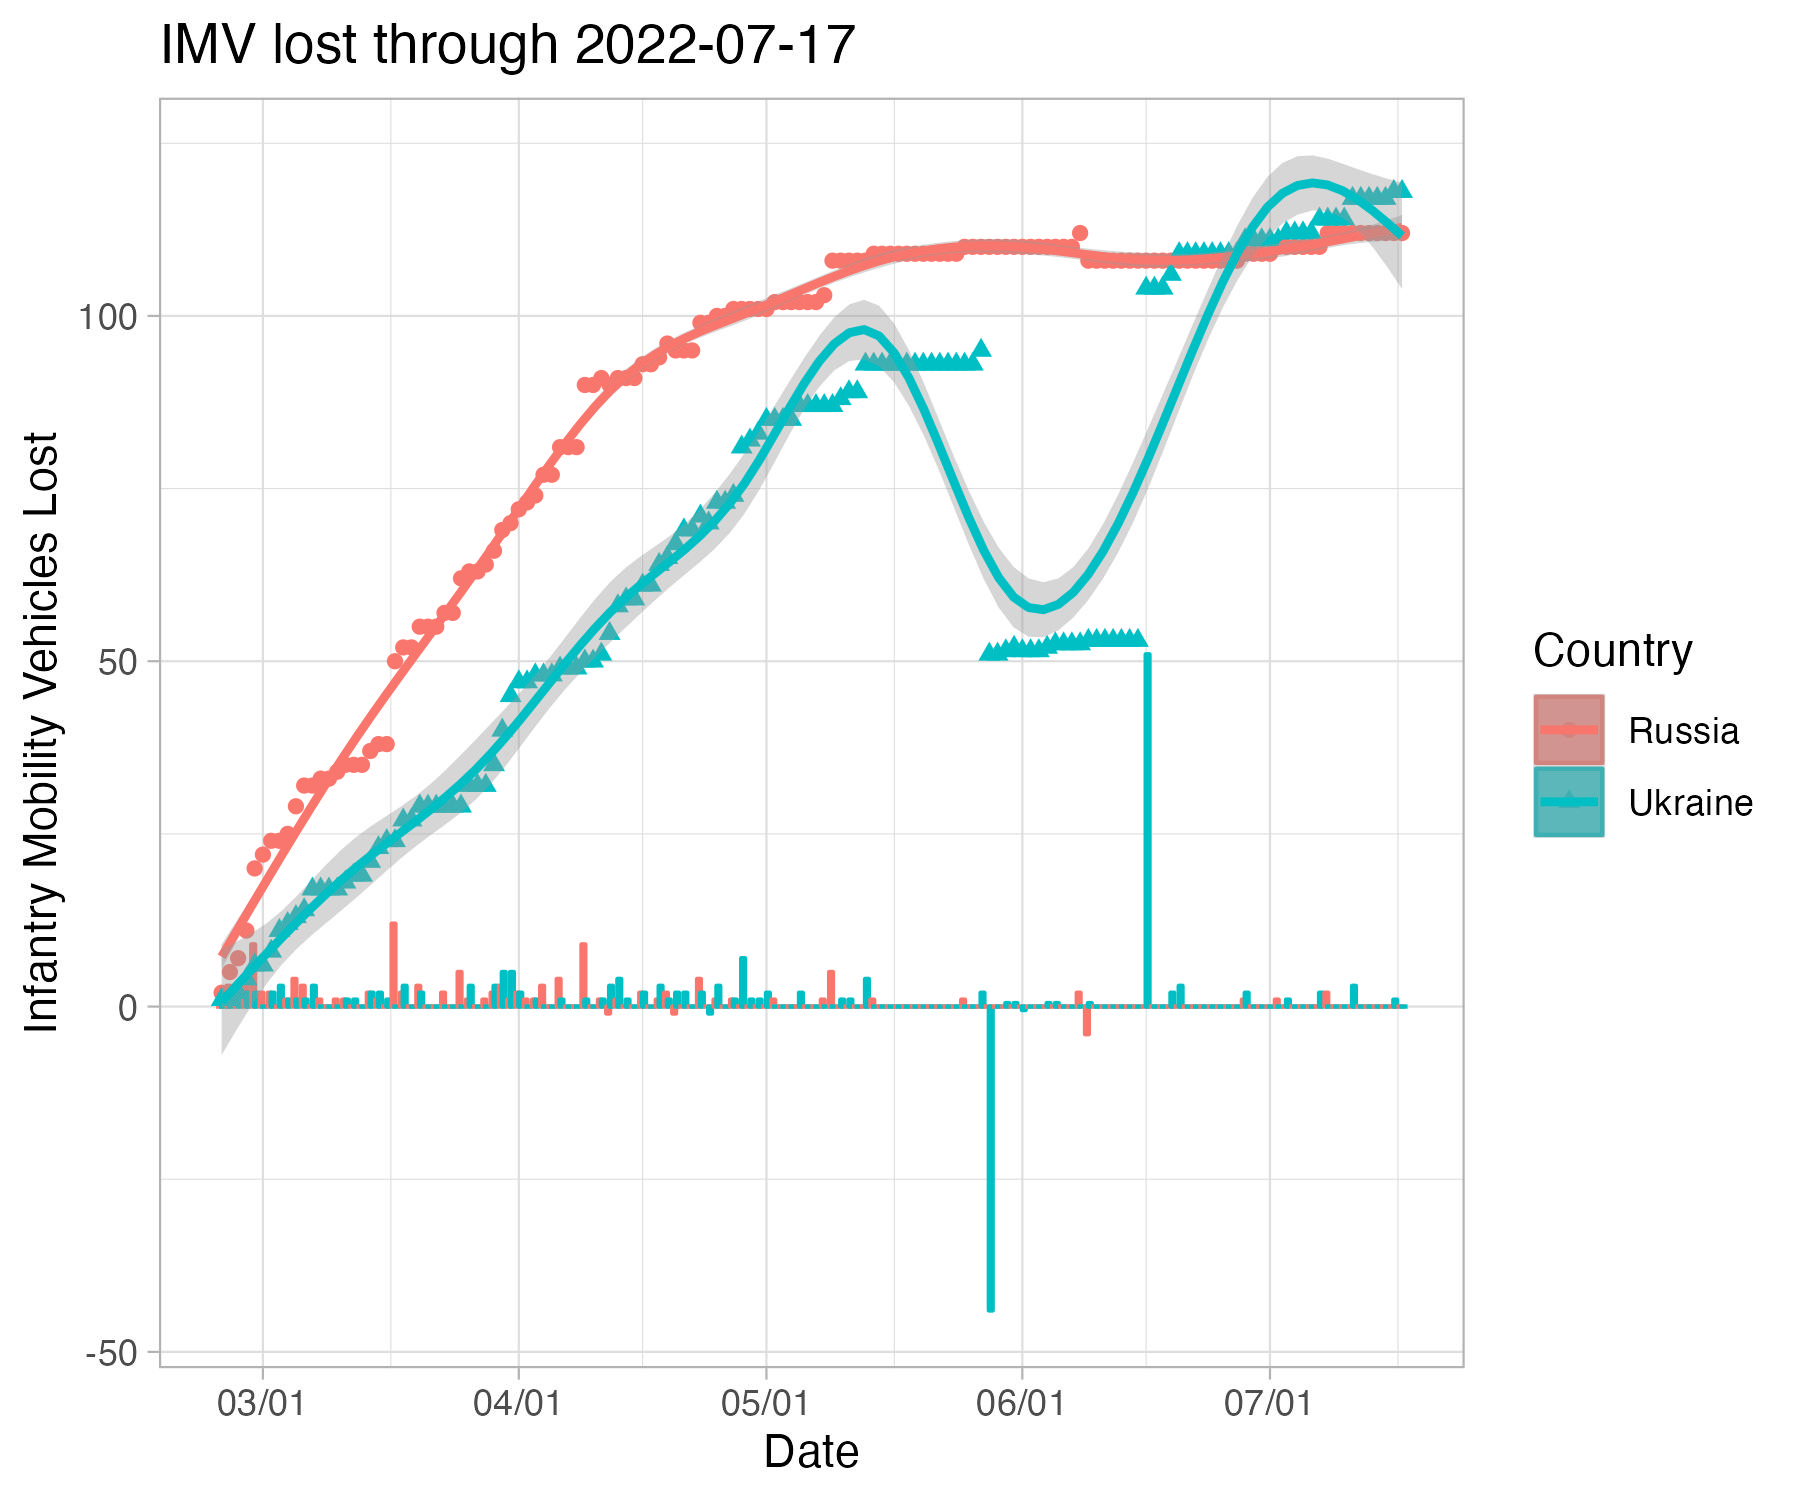 IMV lost through 2022-07-17
Infantry Mobility Vehicles Lost
100
50
0
-50
03/01 04/01 05/01 06/01 07/01
Date
Country
Russia
Ukraine